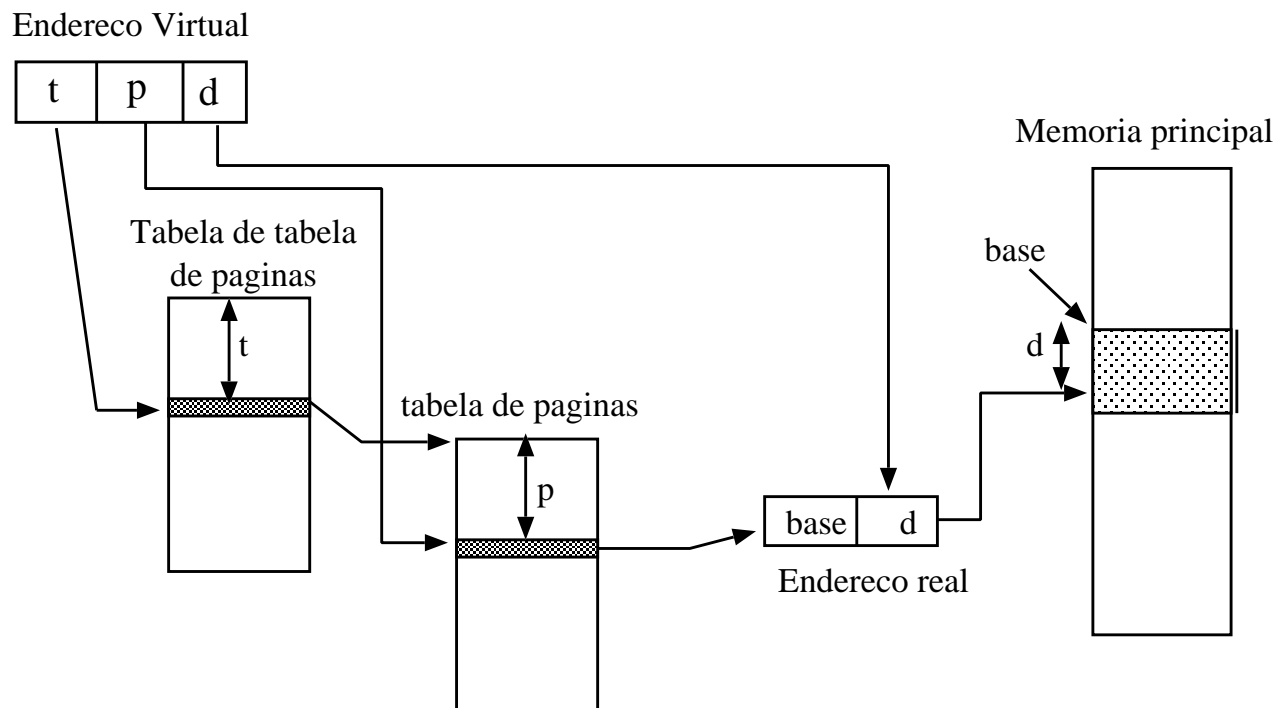 Endereco Virtual
t p d
Memoria principal
Tabela de tabela
de paginas
base
t
d
tabela de paginas
p
base d
Endereco real